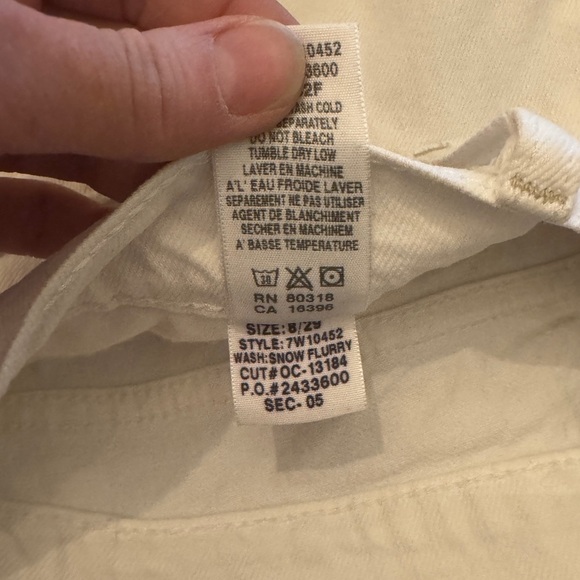 10452
3600
2F
ASH COLD
SEPARATELY
DO NOT BLEACH
TUMBLE DRY LOW
LAVER EN MACHINE
A'L' EAU FROIDE LAVER
SEPAREMENT NE PAS UTILISER
AGENT DE BLANCHIMENT
SECHER EN MACHINEM
A' BASSE TEMPERATURE
30
RN 80318
CA 16396
SIZE: 8/29
STYLE: 7W10452
WASH:SNOW FLURRY
CUT# OC-13184
P.O.#2433600
SEC- 05